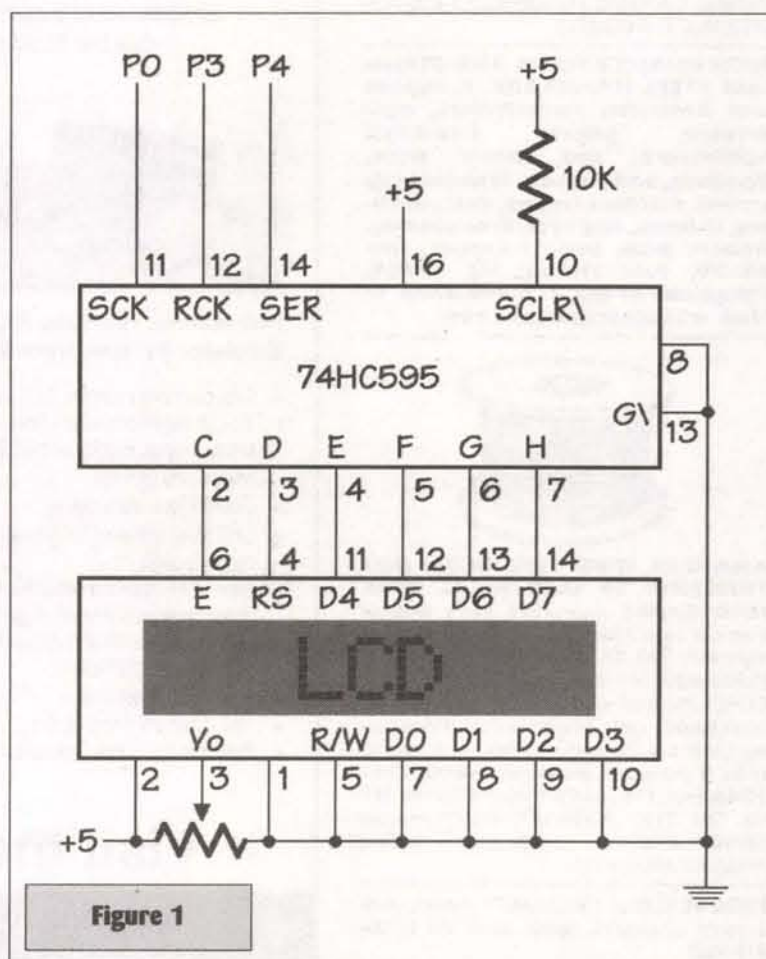 P0 P3 P4
+5
+5
10K
11 12 14 16 10
SCK RCK SER SCLR\
74HC595
8
G\
13
C D E F G H
2 3 4 5 6 7
6 4 11 12 13 14
E RS D4 D5 D6 D7
LCD
Vo R/W D0 D1 D2 D3
2 3 1 5 7 8 9 10
+5
Figure 1